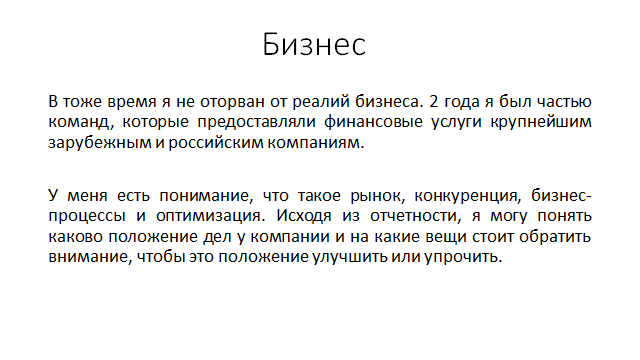 Бизнес
В тоже время я не оторван от реалий бизнеса. 2 года я был частью
команд, которые предоставляли финансовые услуги крупнейшим
зарубежным и российским компаниям.
У меня есть понимание, что такое рынок, конкуренция, бизнес-
процессы и оптимизация. Исходя из отчетности, я могу понять
каково положение дел у компании и на какие вещи стоит обратить
внимание, чтобы это положение улучшить или упрочить.